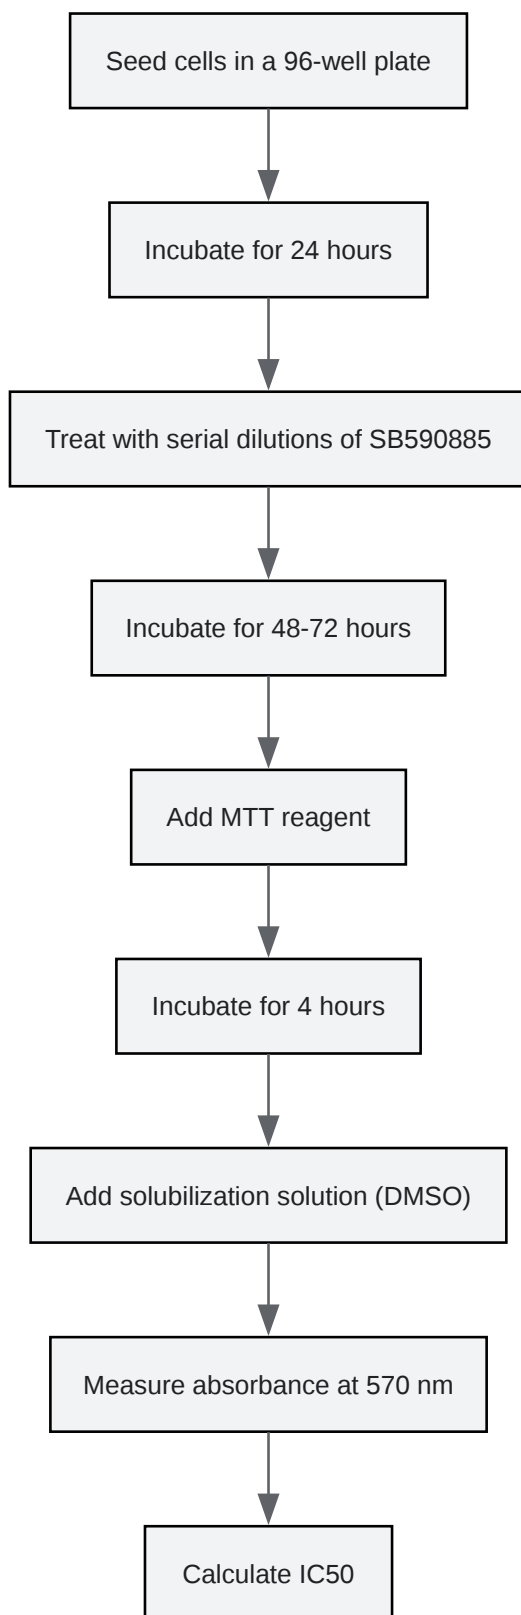 Seed cells in a 96-well plate
Incubate for 24 hours
Treat with serial dilutions of SB590885
Incubate for 48-72 hours
Add MTT reagent
Incubate for 4 hours
Add solubilization solution (DMSO)
Measure absorbance at 570 nm
Calculate IC50